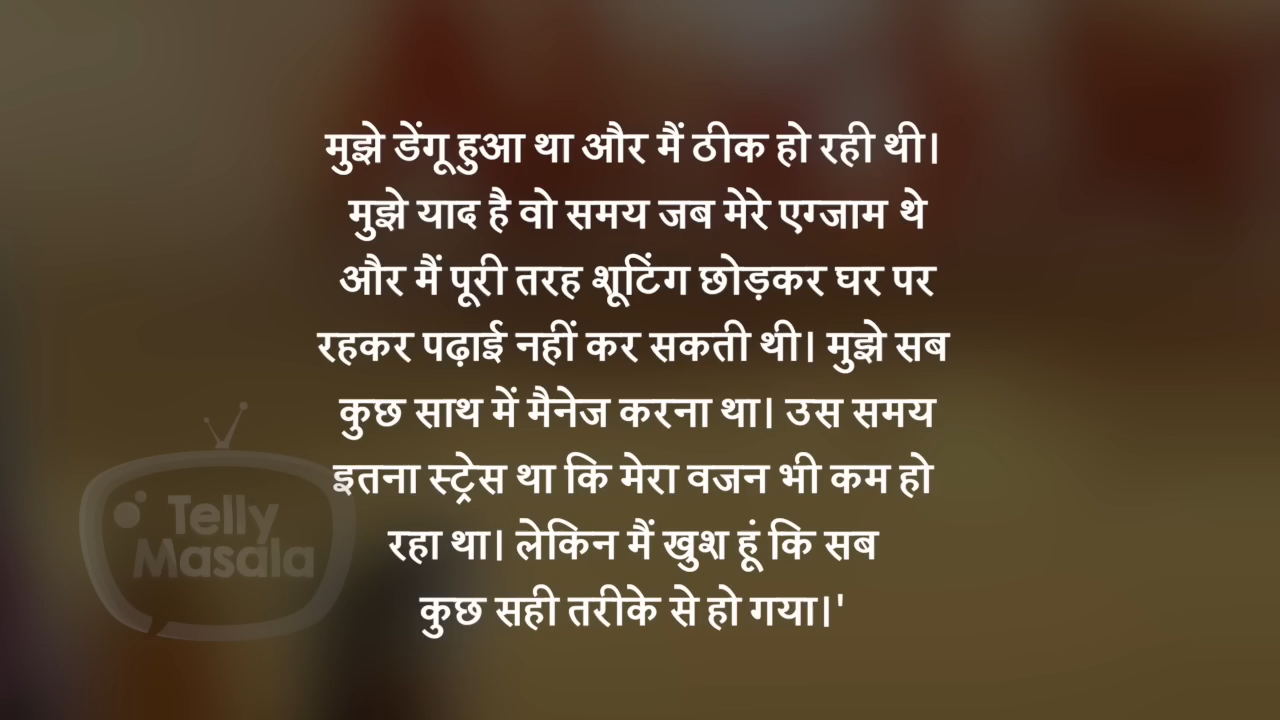 मुझे डेंगू हुआ था और मैं ठीक हो रही थी।
मुझे याद है वो समय जब मेरे एग्जाम थे
और मैं पूरी तरह शूटिंग छोड़कर घर पर
रहकर पढ़ाई नहीं कर सकती थी। मुझे सब
कुछ साथ में मैनेज करना था। उस समय
इतना स्ट्रेस था कि मेरा वजन भी कम हो
रहा था। लेकिन मैं खुश हूं कि सब
कुछ सही तरीके से हो गया।'
Telly
Masala